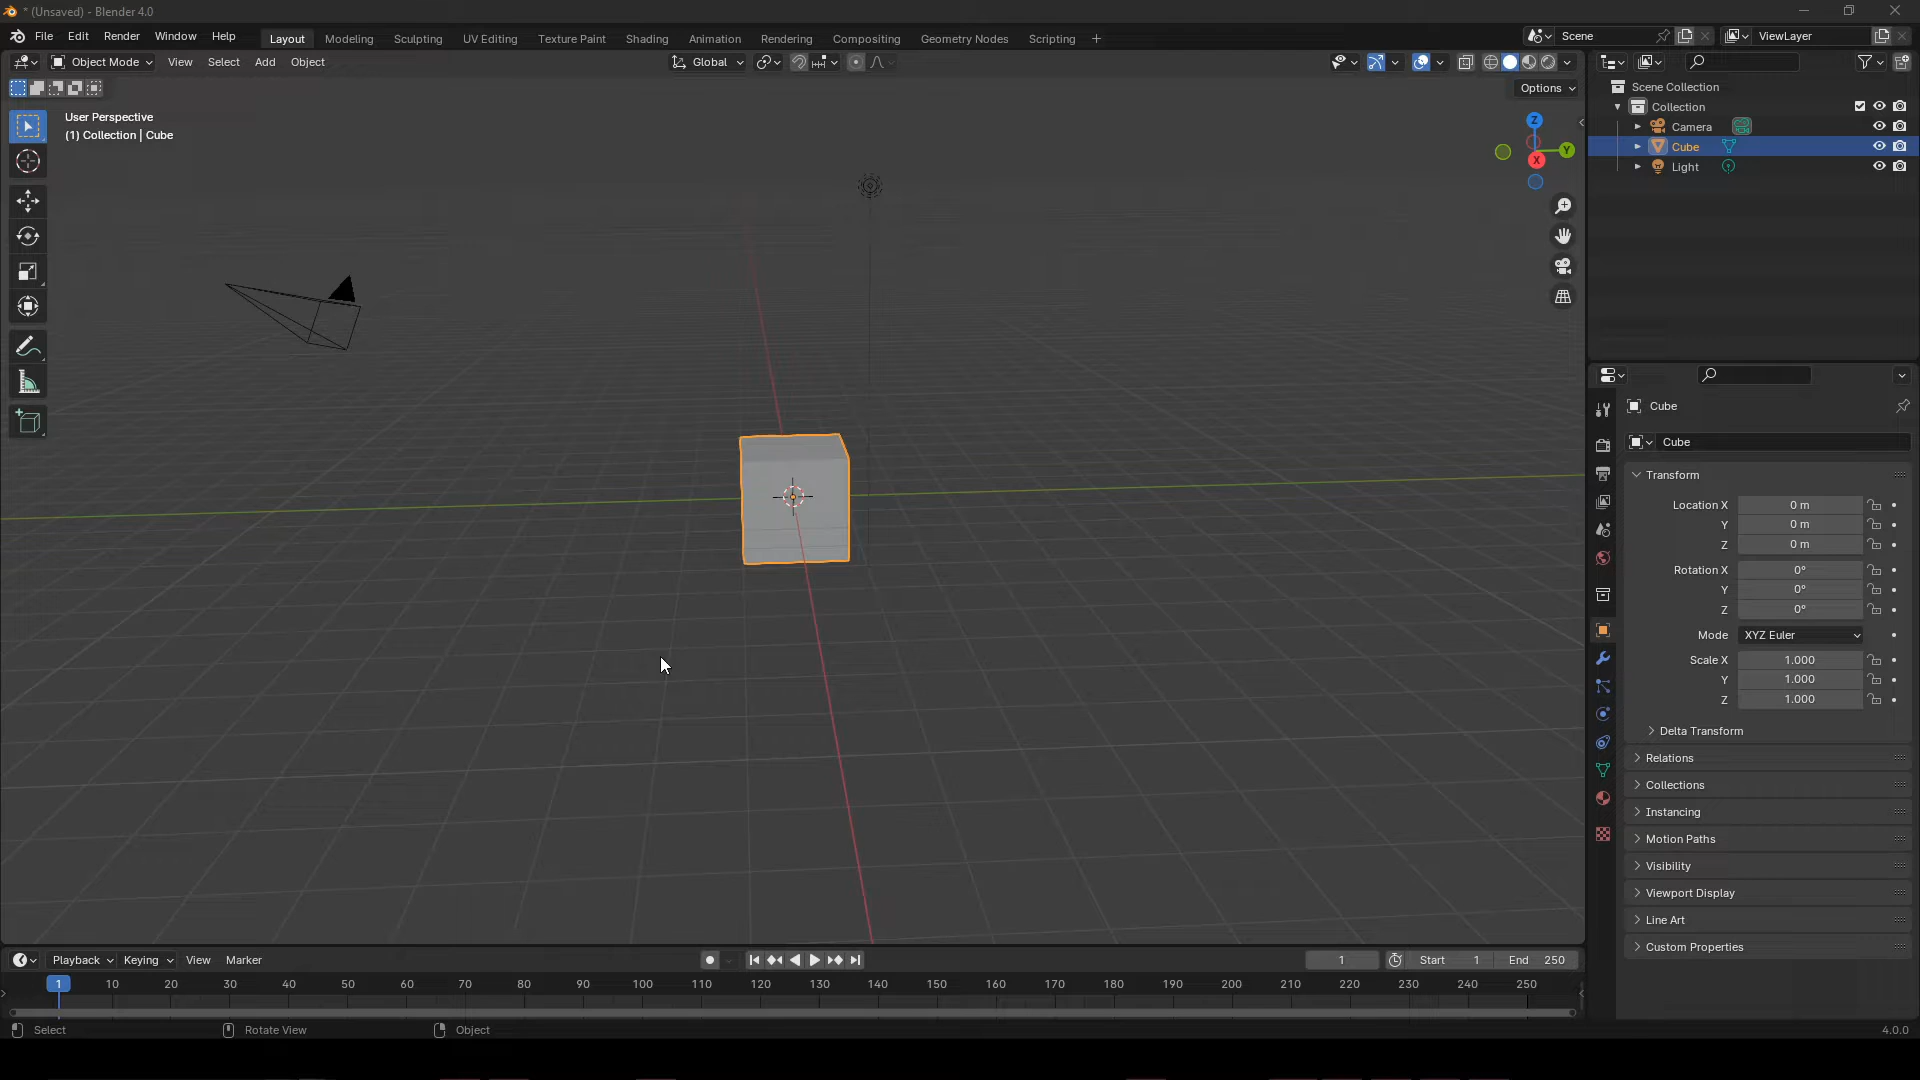 * (Unsaved) - Blender 4.0
File Edit Render Window Help Layout Modeling Sculpting UV Editing Texture Paint Shading Animation Rendering Compositing Geometry Nodes Scripting + Scene ViewLayer
Object Mode View Select Add Object Global
Options
User Perspective
(1) Collection | Cube
Z
Y
X
Scene Collection
Collection
Camera
Cube
Light
Cube
Cube
Transform
Location X 0 m
Y 0 m
Z 0 m
Rotation X 0°
Y 0°
Z 0°
Mode XYZ Euler
Scale X 1.000
Y 1.000
Z 1.000
Delta Transform
Relations
Collections
Instancing
Motion Paths
Visibility
Viewport Display
Line Art
Custom Properties
Playback Keying View Marker 1 Start 1 End 250
1 10 20 30 40 50 60 70 80 90 100 110 120 130 140 150 160 170 180 190 200 210 220 230 240 250
Select Rotate View Object 4.0.0